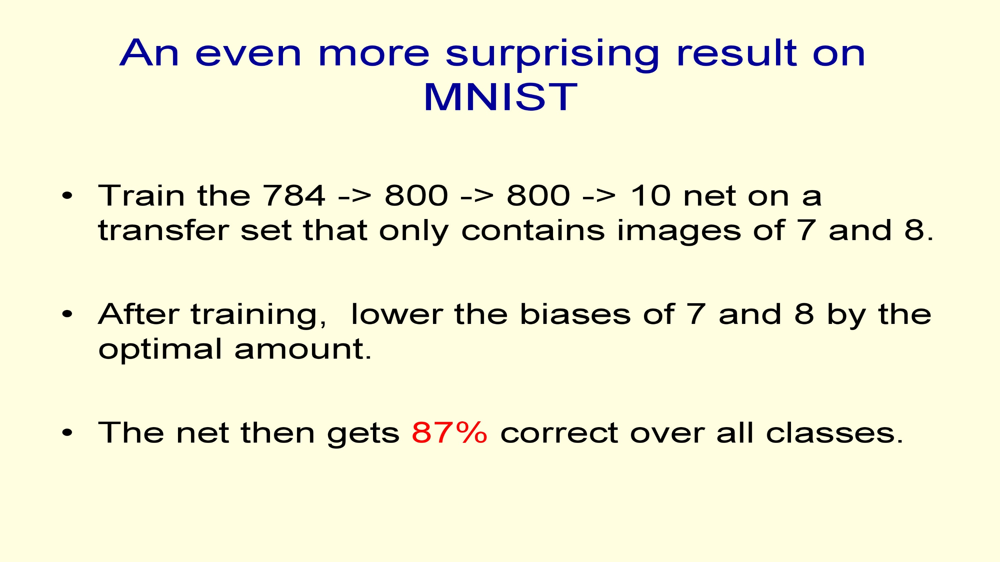 An even more surprising result on
MNIST
• Train the 784 -> 800 -> 800 -> 10 net on a
transfer set that only contains images of 7 and 8.
• After training,  lower the biases of 7 and 8 by the
optimal amount.
• The net then gets 87% correct over all classes.